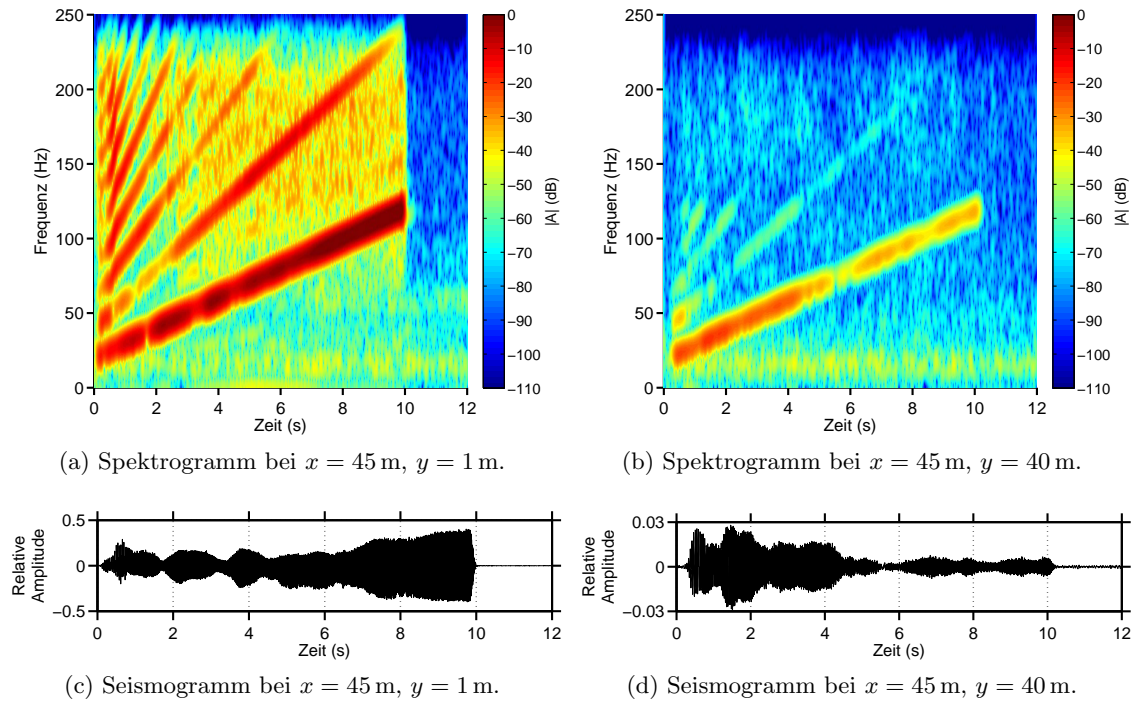 250
200
150
100
50
0
Frequenz (Hz)
0 2 4 6 8 10 12
Zeit (s)
0
−10
−20
−30
−40
−50
−60
−70
−80
−90
−100
−110
|A| (dB)
250
200
150
100
50
0
Frequenz (Hz)
0 2 4 6 8 10 12
Zeit (s)
0
−10
−20
−30
−40
−50
−60
−70
−80
−90
−100
−110
|A| (dB)
(a) Spektrogramm bei x = 45 m, y = 1 m.
(b) Spektrogramm bei x = 45 m, y = 40 m.
0.5
0
−0.5
Relative
Amplitude
0 2 4 6 8 10 12
Zeit (s)
0.03
0
−0.03
Relative
Amplitude
0 2 4 6 8 10 12
Zeit (s)
(c) Seismogramm bei x = 45 m, y = 1 m.
(d) Seismogramm bei x = 45 m, y = 40 m.